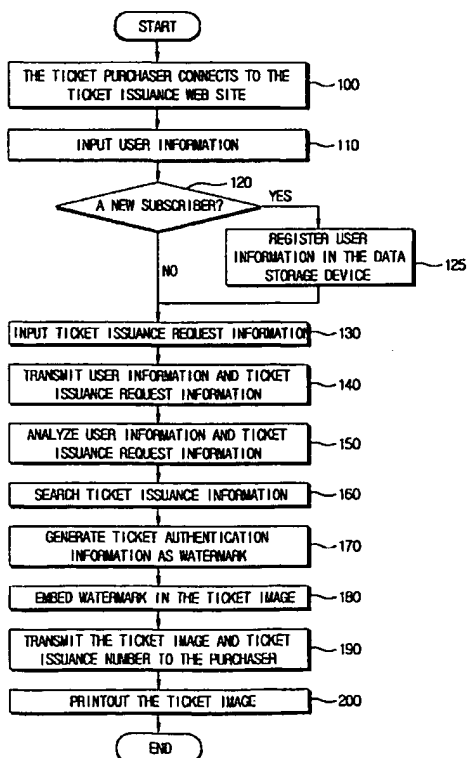 START
THE TICKET PURCHASER CONNECTS TO THE
TICKET ISSUANCE WEB SITE
100
INPUT USER INFORMATION
110
120
A NEW SUBSCRIBER?
YES
REGISTER USER
INFORMATION IN THE DATA
STORAGE DEVICE
125
NO
INPUT TICKET ISSUANCE REQUEST INFORMATION
130
TRANSMIT USER INFORMATION AND TICKET
ISSUANCE REQUEST INFORMATION
140
ANALYZE USER INFORMATION AND TICKET
ISSUANCE REQUEST INFORMATION
150
SEARCH TICKET ISSUANCE INFORMATION
160
GENERATE TICKET AUTHENTICATION
INFORMATION AS WATERMARK
170
EMBED WATERMARK IN THE TICKET IMAGE
180
TRANSMIT THE TICKET IMAGE AND TICKET
ISSUANCE NUMBER TO THE PURCHASER
190
PRINTOUT THE TICKET IMAGE
200
END